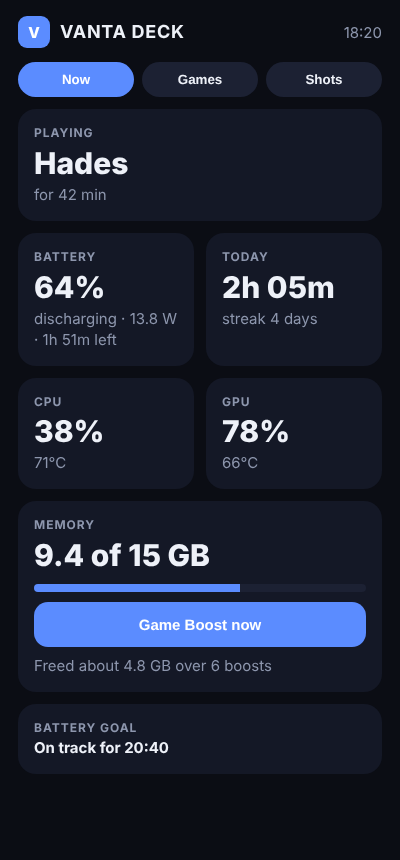 V VANTA DECK 18:20
Now Games Shots
PLAYING
Hades
for 42 min
BATTERY
64%
discharging · 13.8 W
· 1h 51m left
TODAY
2h 05m
streak 4 days
CPU
38%
71°C
GPU
78%
66°C
MEMORY
9.4 of 15 GB
Game Boost now
Freed about 4.8 GB over 6 boosts
BATTERY GOAL
On track for 20:40